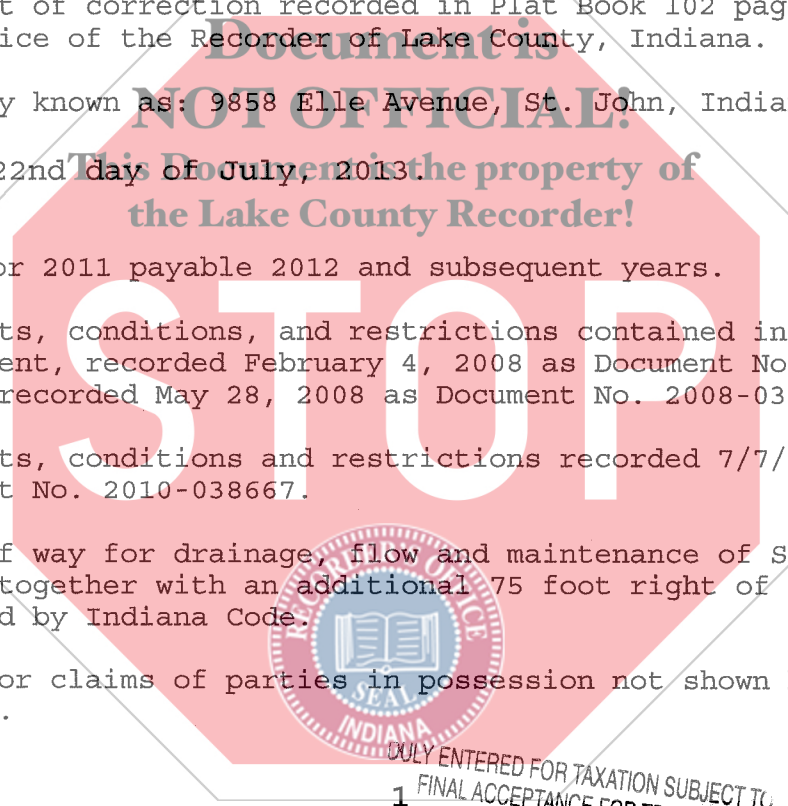 t of correction recorded in Plat Book 102 pag
ice of the Recorder of Lake County, Indiana.
Document is
y known as: 9858 Elle Avenue, St. John, India
NOT OFFICIAL!
22nd day of July, 2013.
This Document is the property of
the Lake County Recorder!
or 2011 payable 2012 and subsequent years.
STOP
ts, conditions, and restrictions contained in
ent, recorded February 4, 2008 as Document No
recorded May 28, 2008 as Document No. 2008-03
ts, conditions and restrictions recorded 7/7/
t No. 2010-038667.
f way for drainage, flow and maintenance of S
together with an additional 75 foot right of
d by Indiana Code.
RECORDER'S OFFICE
or claims of parties in possession not shown
.
SEAL
INDIANA
DULY ENTERED FOR TAXATION SUBJECT TO
1
FINAL ACCEPTANCE FOR